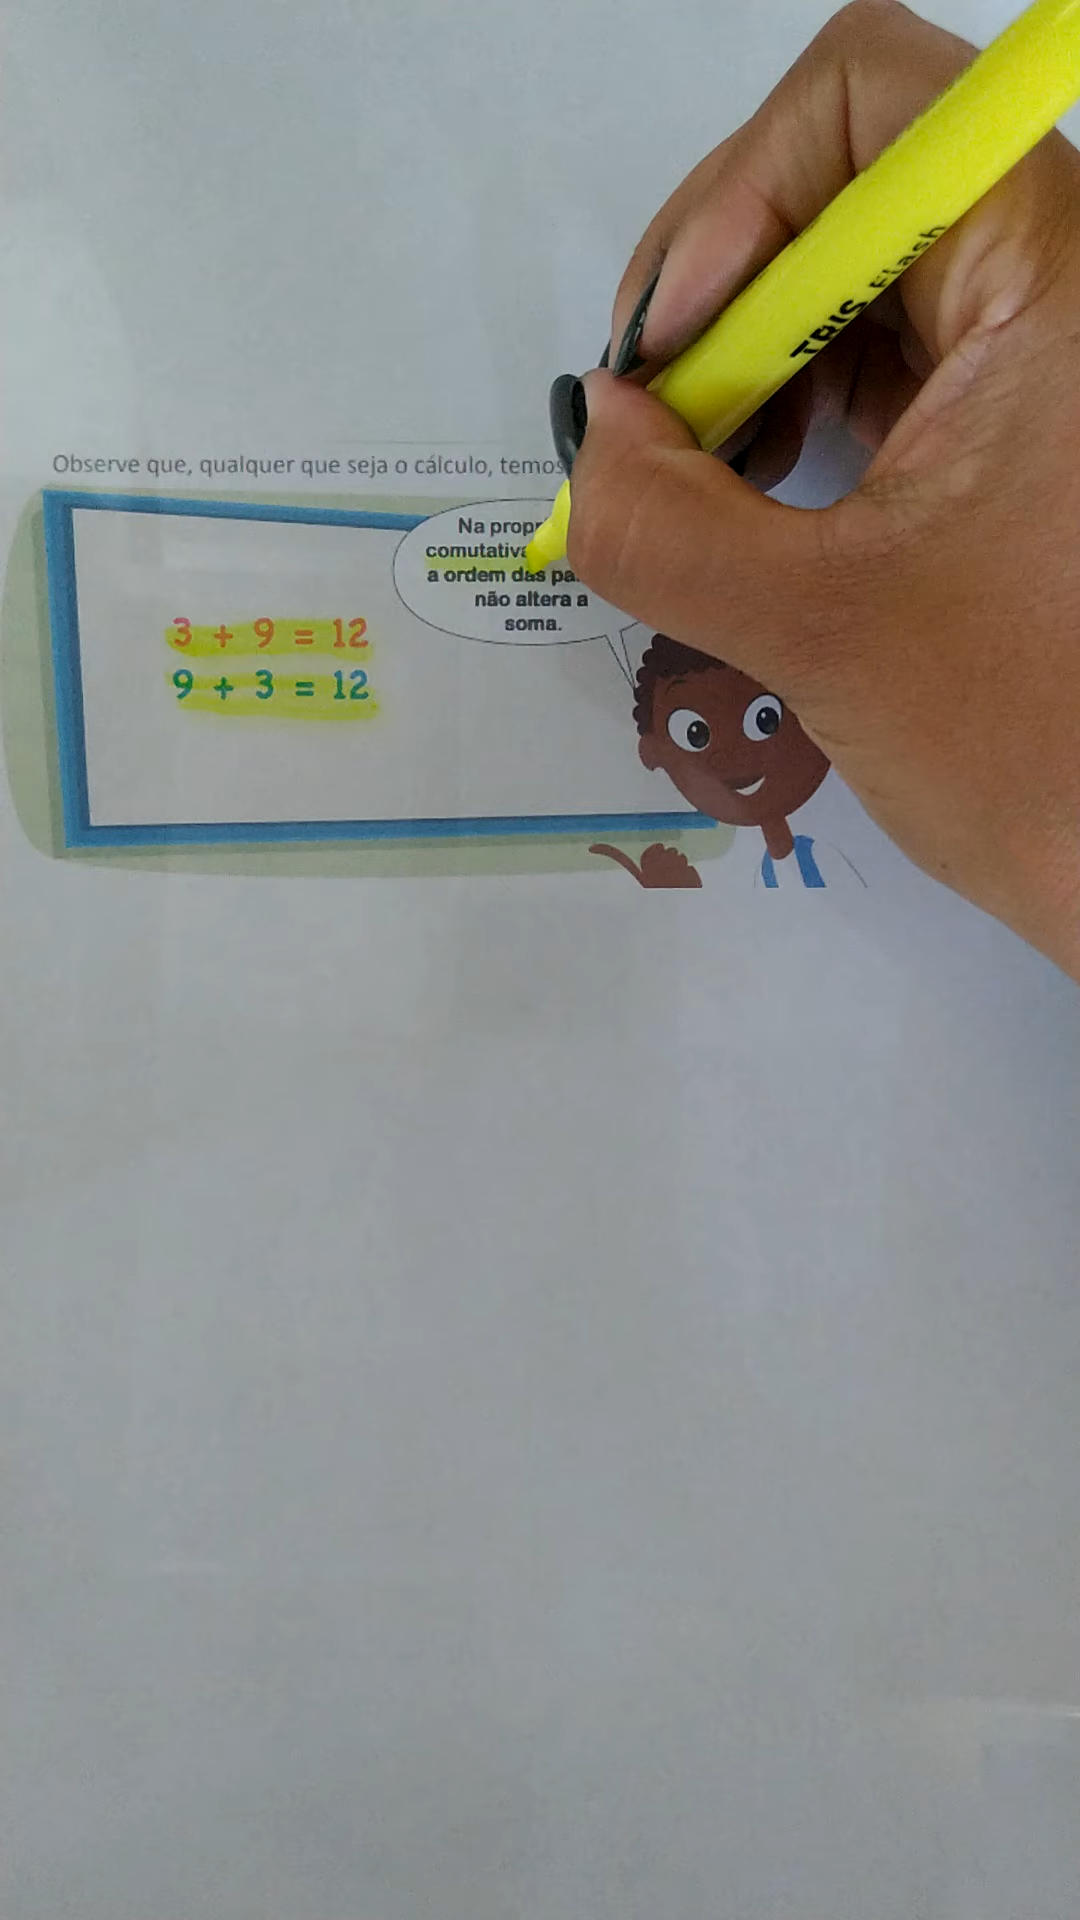 Observe que, qualquer que seja o cálculo, temos
Na
comutativa
a ordem das
não altera a
soma.
3 + 9 = 12
9 + 3 = 12
TRIS Flash